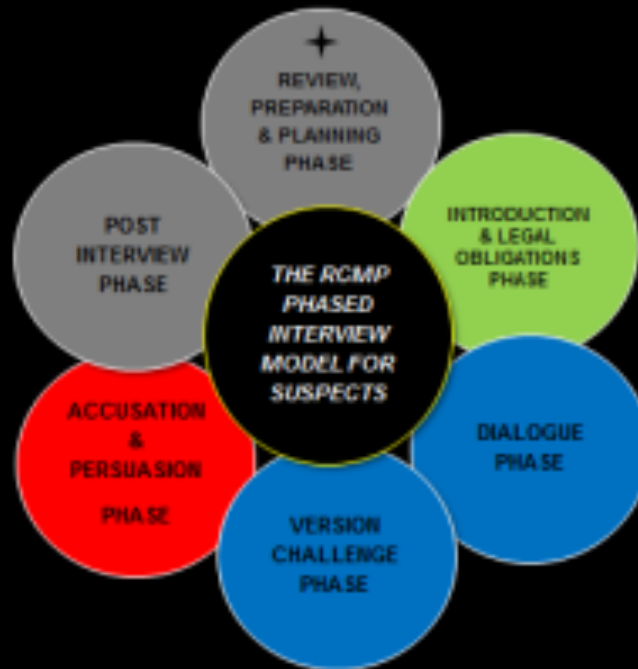 REVIEW,
PREPARATION
& PLANNING
PHASE
INTRODUCTION
& LEGAL
OBLIGATIONS
PHASE
DIALOGUE
PHASE
VERSION
CHALLENGE
PHASE
ACCUSATION
&
PERSUASION
PHASE
POST
INTERVIEW
PHASE
THE RCMP
PHASED
INTERVIEW
MODEL FOR
SUSPECTS